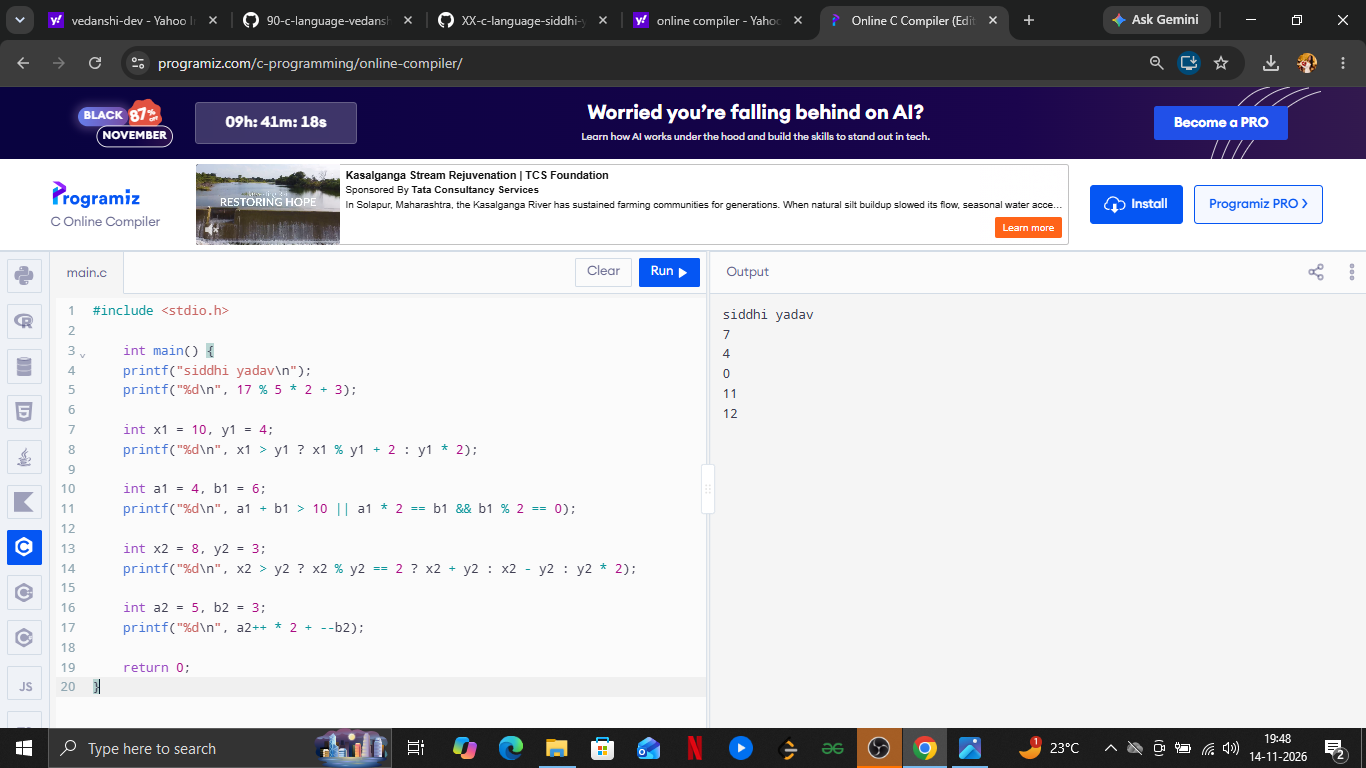 vedanshi-dev - Yahoo I
90-c-language-vedansh
XX-c-language-siddhi-y
online compiler - Yaho
Online C Compiler (Edit
Ask Gemini
programiz.com/c-programming/online-compiler/
BLACK 87% OFF
NOVEMBER
09h: 41m: 18s
Worried you're falling behind on AI?
Learn how AI works under the hood and build the skills to stand out in tech.
Become a PRO
Programiz
C Online Compiler
RESTORING HOPE
Kasalganga Stream Rejuvenation | TCS Foundation
Sponsored By Tata Consultancy Services
In Solapur, Maharashtra, the Kasalganga River has sustained farming communities for generations. When natural silt buildup slowed its flow, seasonal water acce...
Learn more
Install
Programiz PRO >
main.c
Clear
Run
Output
1 #include <stdio.h>
2
3 int main() {
4 printf("siddhi yadav\n");
5 printf("%d\n", 17 % 5 * 2 + 3);
6
7 int x1 = 10, y1 = 4;
8 printf("%d\n", x1 > y1 ? x1 % y1 + 2 : y1 * 2);
9
10 int a1 = 4, b1 = 6;
11 printf("%d\n", a1 + b1 > 10 || a1 * 2 == b1 && b1 % 2 == 0);
12
13 int x2 = 8, y2 = 3;
14 printf("%d\n", x2 > y2 ? x2 % y2 == 2 ? x2 + y2 : x2 - y2 : y2 * 2);
15
16 int a2 = 5, b2 = 3;
17 printf("%d\n", a2++ * 2 + --b2);
18
19 return 0;
20 }
siddhi yadav
7
4
0
11
12
JS
Type here to search
1
23°C
19:48
14-11-2026
2